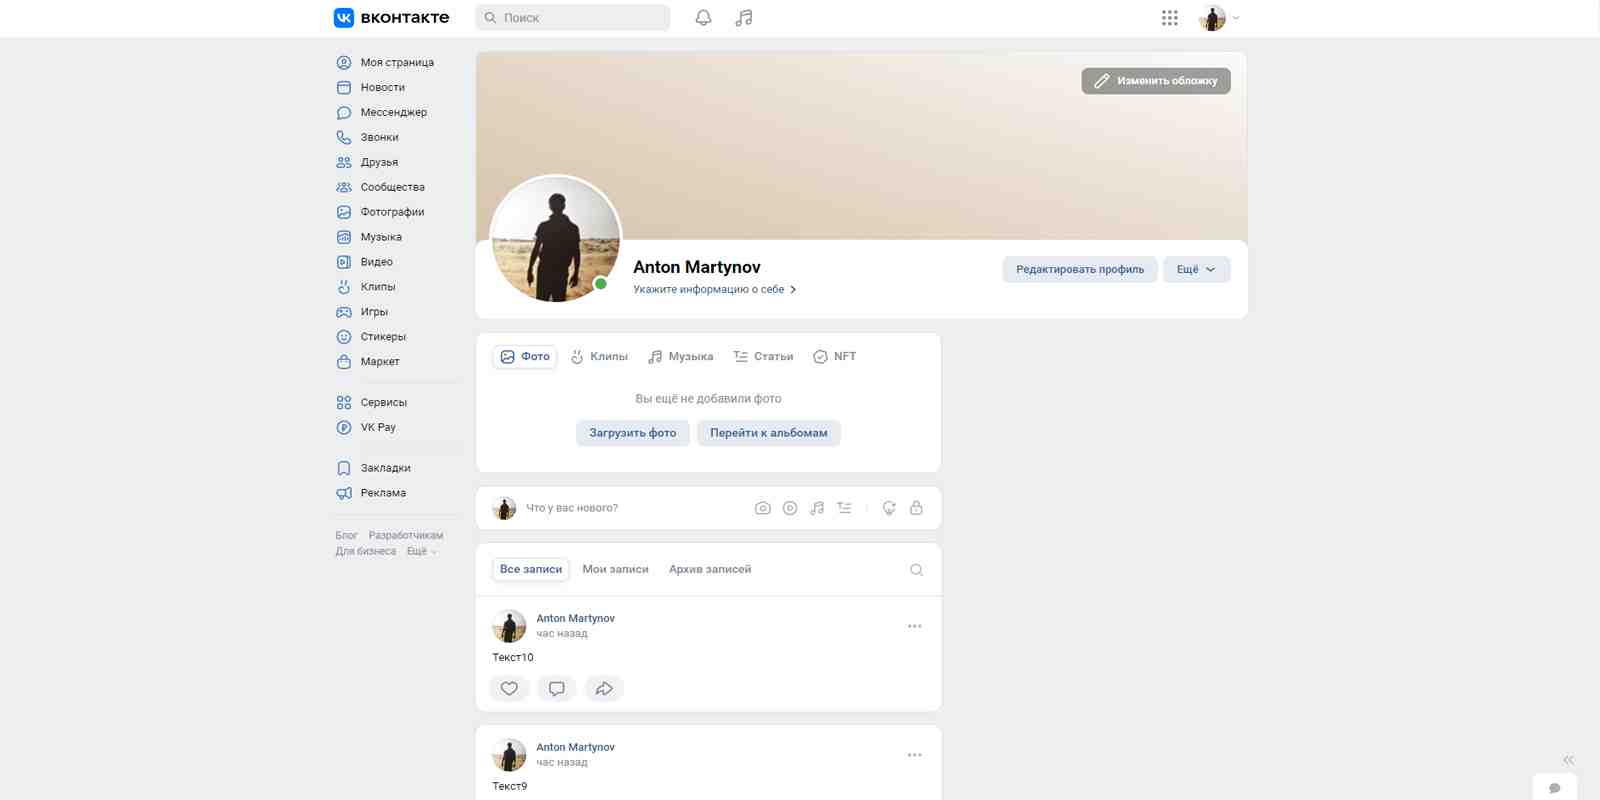 вконтакте
Поиск
Моя страница
Новости
Мессенджер
Звонки
Друзья
Сообщества
Фотографии
Музыка
Видео
Клипы
Игры
Стикеры
Маркет
Сервисы
VK Pay
Закладки
Реклама
Блог Разработчикам
Для бизнеса Ещё
Изменить обложку
Anton Martynov
Укажите информацию о себе
Редактировать профиль
Ещё
Фото Клипы Музыка Статьи NFT
Вы ещё не добавили фото
Загрузить фото Перейти к альбомам
Что у вас нового?
Все записи Мои записи Архив записей
Anton Martynov
час назад
Текст10
Anton Martynov
час назад
Текст9